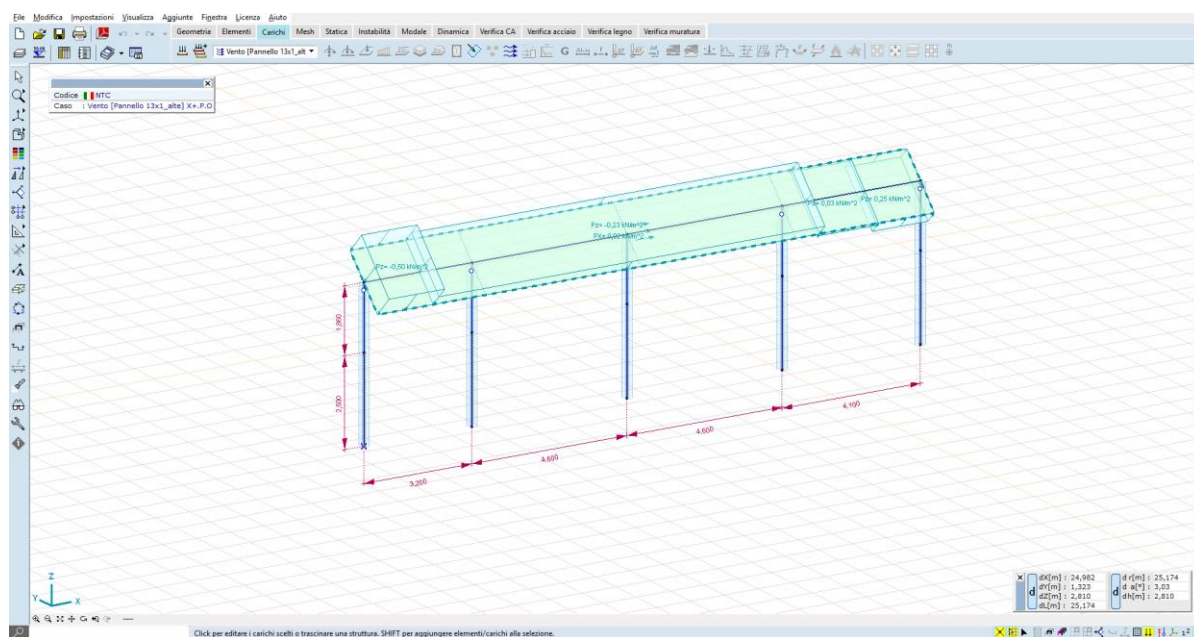 File Modifica Impostazioni Visualizza Aggiunte Finestra Licenza Aiuto
Geometria Elementi Carichi Mesh Statica Instabilità Modale Dinamica Verifica CA Verifica acciaio Verifica legno Verifica muratura
Vento [Pannello 13x1_alt
Codice NTC
Caso : Vento [Pannello 13x1_alte] X+.P.O
Pz= -0,23 kN/m^2
0,03 kN/m^2
Pz= 0,25 kN/m^2
Pz= -0,50 kN/m^2
2,500
3,200
4,600
4,600
4,100
Z
Y
X
dX[m] : 24,982
dY[m] : 1,323
dZ[m] : 2,810
dL[m] : 25,174
d
d r[m] : 25,174
d a[°] : 3,03
dh[m] : 2,810
d
Click per editare i carichi scelti o trascinare una struttura. SHIFT per aggiungere elementi/carichi alla selezione.